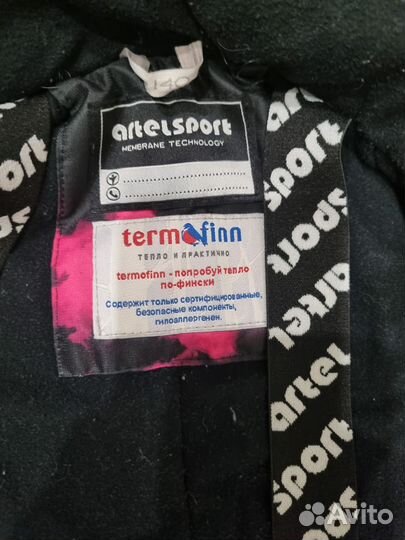 140
artelsport
MEMBRANE TECHNOLOGY
termofinn
ТЕПЛО И ПРАКТИЧНО
termofinn - попробуй тепло
по-фински
Содержит только сертифицированные,
безопасные компоненты,
гипоаллергенен.
sport
artel
sport
artel
sport
Avito